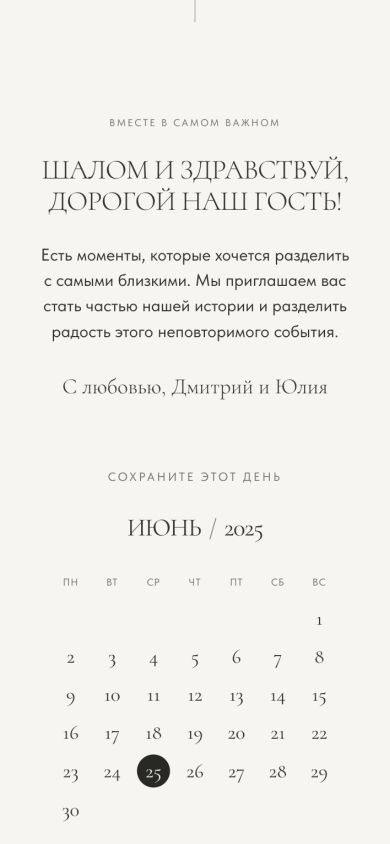 ВМЕСТЕ В САМОМ ВАЖНОМ
ШАЛОМ И ЗДРАВСТВУЙ,
ДОРОГОЙ НАШ ГОСТЬ!
Есть моменты, которые хочется разделить
с самыми близкими. Мы приглашаем вас
стать частью нашей истории и разделить
радость этого неповторимого события.
С любовью, Дмитрий и Юлия
СОХРАНИТЕ ЭТОТ ДЕНЬ
ИЮНЬ / 2025
ПН ВТ СР ЧТ ПТ СБ ВС
1
2 3 4 5 6 7 8
9 10 11 12 13 14 15
16 17 18 19 20 21 22
23 24 25 26 27 28 29
30